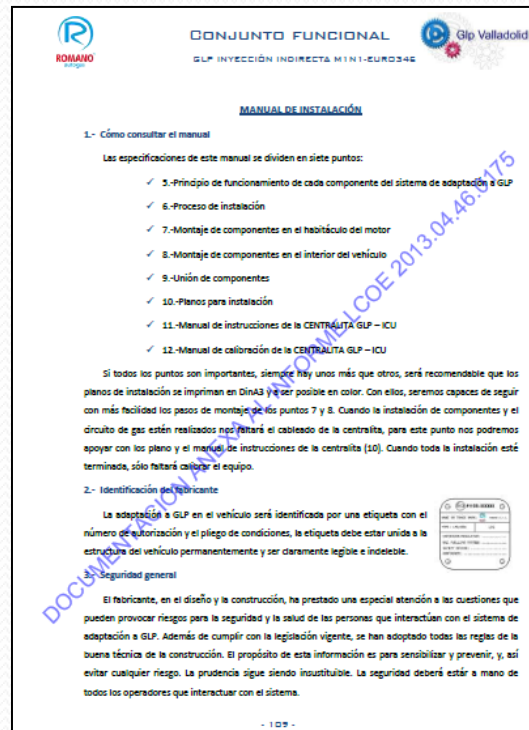 ROMANO
autogas
CONJUNTO FUNCIONAL
GLP INYECCIÓN INDIRECTA M1N1-EURO346
Glp Valladolid
MANUAL DE INSTALACIÓN
1.- Cómo consultar el manual
Las especificaciones de este manual se dividen en siete puntos:
✓ 5.-Principio de funcionamiento de cada componente del sistema de adaptación a GLP
✓ 6.-Proceso de instalación
✓ 7.-Montaje de componentes en el habitáculo del motor
✓ 8.-Montaje de componentes en el interior del vehículo
✓ 9.-Unión de componentes
✓ 10.-Planos para instalación
✓ 11.-Manual de instrucciones de la CENTRALITA GLP – ICU
✓ 12.-Manual de calibración de la CENTRALITA GLP – ICU
Si todos los puntos son importantes, siempre hay unos más que otros, será recomendable que los
planos de instalación se impriman en DinA3 y a ser posible en color. Con ellos, seremos capaces de seguir
con más facilidad los pasos de montaje de los puntos 7 y 8. Cuando la instalación de componentes y el
circuito de gas estén realizados nos faltará el cableado de la centralita, para este punto nos podremos
apoyar con los plano y el manual de instrucciones de la centralita (10). Cuando toda la instalación esté
terminada, sólo faltará calibrar el equipo.
2.- Identificación del fabricante
La adaptación a GLP en el vehículo será identificada por una etiqueta con el
número de autorización y el pliego de condiciones, la etiqueta debe estar unida a la
estructura del vehículo permanentemente y ser claramente legible e indeleble.
3.- Seguridad general
El fabricante, en el diseño y la construcción, ha prestado una especial atención a las cuestiones que
pueden provocar riesgos para la seguridad y la salud de las personas que interactúan con el sistema de
adaptación a GLP. Además de cumplir con la legislación vigente, se han adoptado todas las reglas de la
buena técnica de la construcción. El propósito de esta información es para sensibilizar y prevenir, y, así
evitar cualquier riesgo. La prudencia sigue siendo insustituible. La seguridad deberá estár a mano de
todos los operadores que interactuar con el sistema.
- 109 -
DOCUMENTACION ANEXA AL INFORME LCOE 2013.04.46.0175